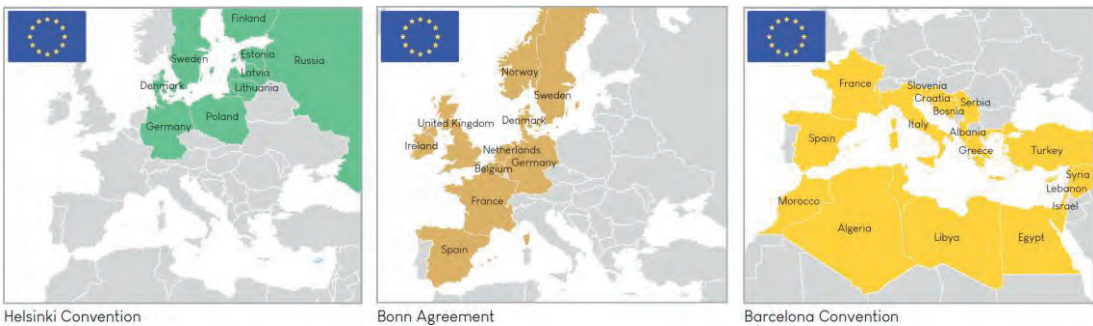 Finland
Sweden
Estonia
Russia
Latvia
Denmark
Lithuania
Poland
Germany
Helsinki Convention
Norway
Sweden
United Kingdom
Denmark
Ireland
Netherlands
Germany
Belgium
France
Spain
Bonn Agreement
France
Slovenia
Croatia
Serbia
Bosnia
Italy
Spain
Albania
Greece
Turkey
Syria
Lebanon
Israel
Morocco
Algeria
Libya
Egypt
Barcelona Convention